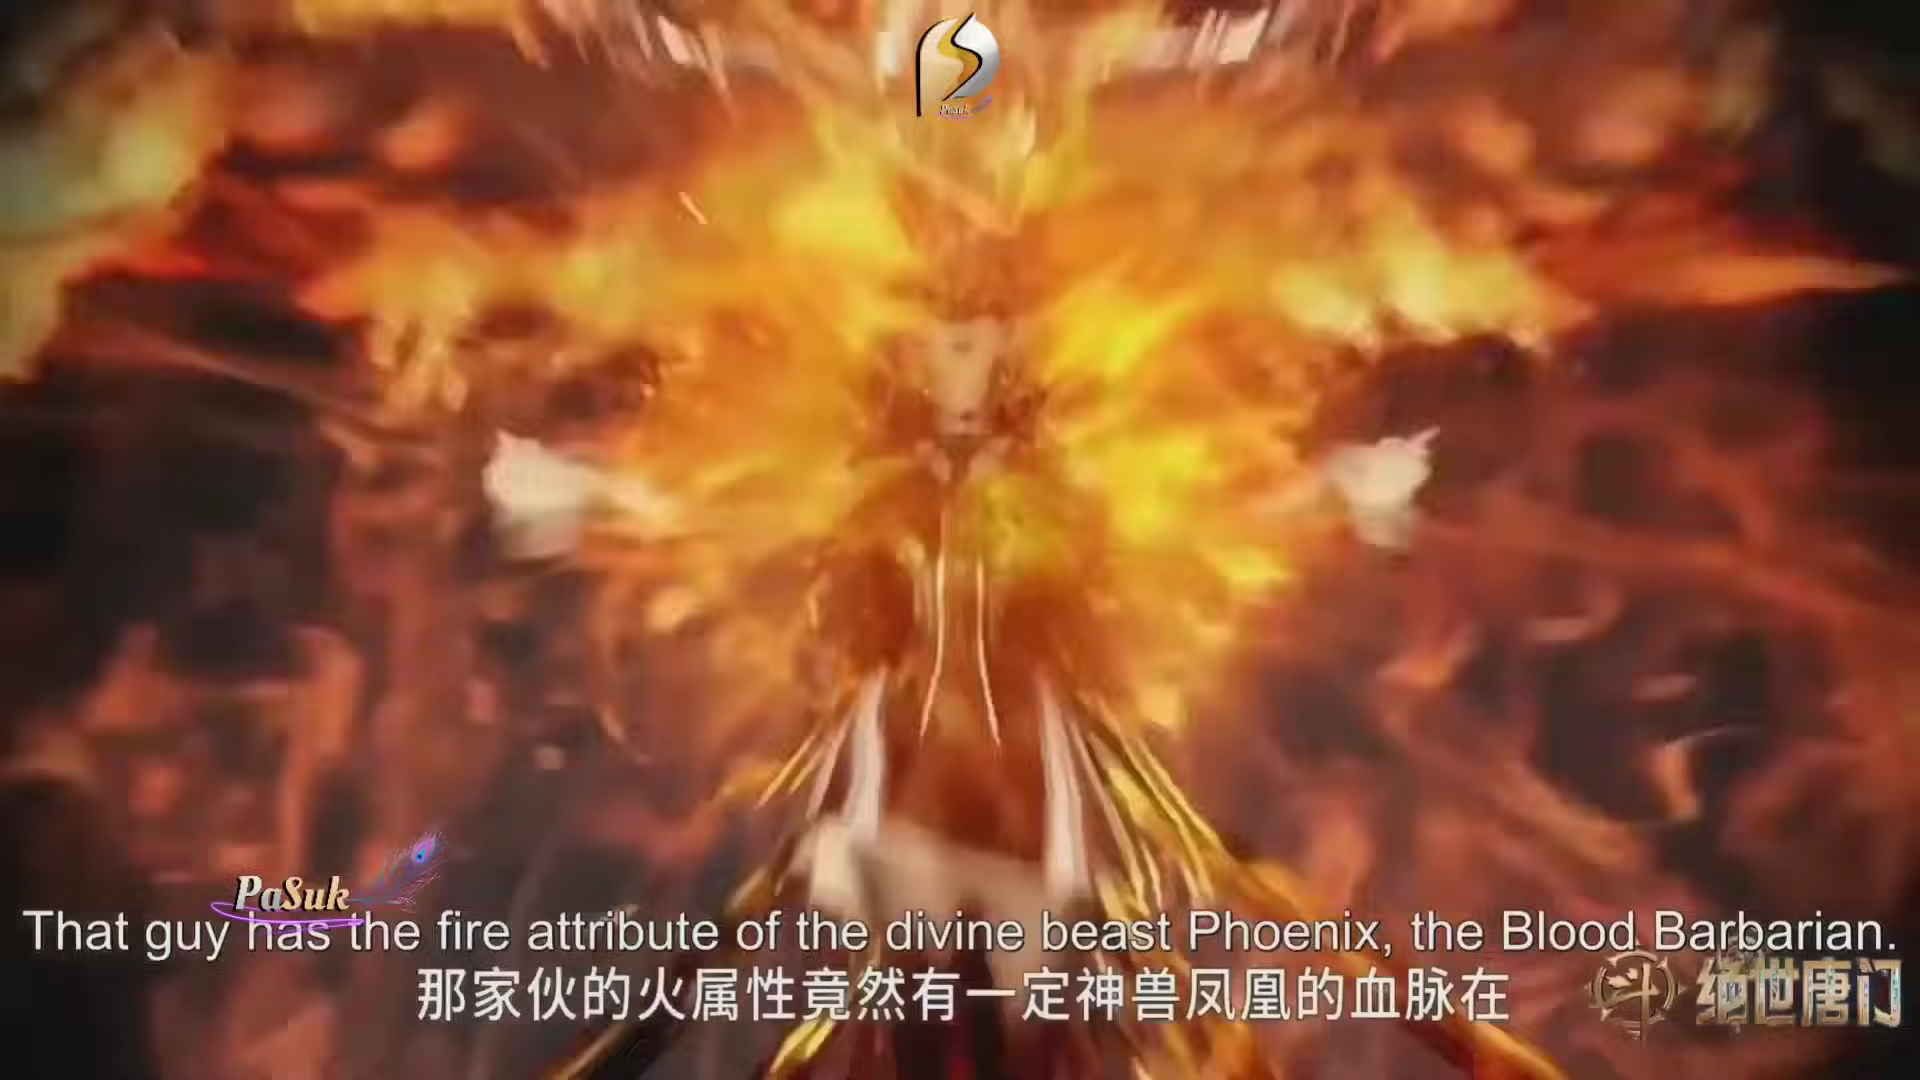 PaSuk
PaSuk
That guy has the fire attribute of the divine beast Phoenix, the Blood Barbarian.
那家伙的火属性竟然有一定神兽凤凰的血脉在
斗 绝世唐门